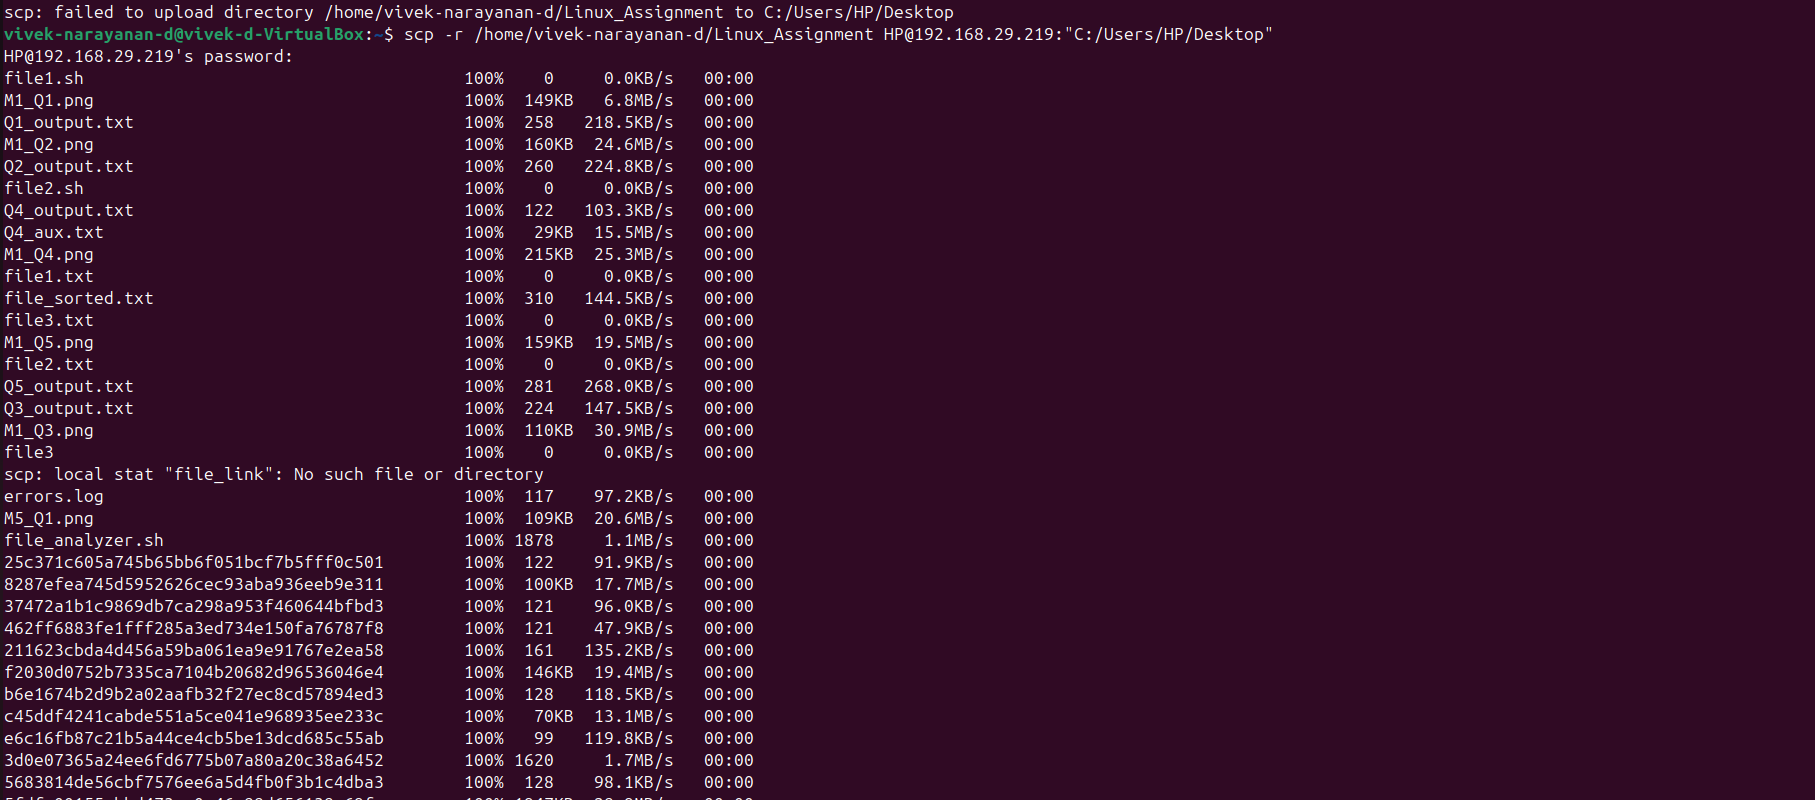 scp: failed to upload directory /home/vivek-narayanan-d/Linux_Assignment to C:/Users/HP/Desktop
vivek-narayanan-d@vivek-d-VirtualBox:~$ scp -r /home/vivek-narayanan-d/Linux_Assignment HP@192.168.29.219:"C:/Users/HP/Desktop"
HP@192.168.29.219's password:
file1.sh 100% 0 0.0KB/s 00:00
M1_Q1.png 100% 149KB 6.8MB/s 00:00
Q1_output.txt 100% 258 218.5KB/s 00:00
M1_Q2.png 100% 160KB 24.6MB/s 00:00
Q2_output.txt 100% 260 224.8KB/s 00:00
file2.sh 100% 0 0.0KB/s 00:00
Q4_output.txt 100% 122 103.3KB/s 00:00
Q4_aux.txt 100% 29KB 15.5MB/s 00:00
M1_Q4.png 100% 215KB 25.3MB/s 00:00
file1.txt 100% 0 0.0KB/s 00:00
file_sorted.txt 100% 310 144.5KB/s 00:00
file3.txt 100% 0 0.0KB/s 00:00
M1_Q5.png 100% 159KB 19.5MB/s 00:00
file2.txt 100% 0 0.0KB/s 00:00
Q5_output.txt 100% 281 268.0KB/s 00:00
Q3_output.txt 100% 224 147.5KB/s 00:00
M1_Q3.png 100% 110KB 30.9MB/s 00:00
file3 100% 0 0.0KB/s 00:00
scp: local stat "file_link": No such file or directory
errors.log 100% 117 97.2KB/s 00:00
M5_Q1.png 100% 109KB 20.6MB/s 00:00
file_analyzer.sh 100% 1878 1.1MB/s 00:00
25c371c605a745b65bb6f051bcf7b5fff0c501 100% 122 91.9KB/s 00:00
8287efea745d5952626cec93aba936eeb9e311 100% 100KB 17.7MB/s 00:00
37472a1b1c9869db7ca298a953f460644bfbd3 100% 121 96.0KB/s 00:00
462ff6883fe1fff285a3ed734e150fa76787f8 100% 121 47.9KB/s 00:00
211623cbda4d456a59ba061ea9e91767e2ea58 100% 161 135.2KB/s 00:00
f2030d0752b7335ca7104b20682d96536046e4 100% 146KB 19.4MB/s 00:00
b6e1674b2d9b2a02aafb32f27ec8cd57894ed3 100% 128 118.5KB/s 00:00
c45ddf4241cabde551a5ce041e968935ee233c 100% 70KB 13.1MB/s 00:00
e6c16fb87c21b5a44ce4cb5be13dcd685c55ab 100% 99 119.8KB/s 00:00
3d0e07365a24ee6fd6775b07a80a20c38a6452 100% 1620 1.7MB/s 00:00
5683814de56cbf7576ee6a5d4fb0f3b1c4dba3 100% 128 98.1KB/s 00:00